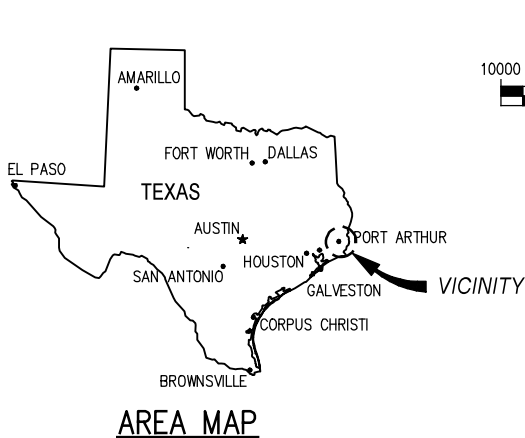 10000
AMARILLO
FORT WORTH
DALLAS
EL PASO
TEXAS
AUSTIN
PORT ARTHUR
HOUSTON
SAN ANTONIO
GALVESTON
VICINITY
CORPUS CHRISTI
BROWNSVILLE
AREA MAP